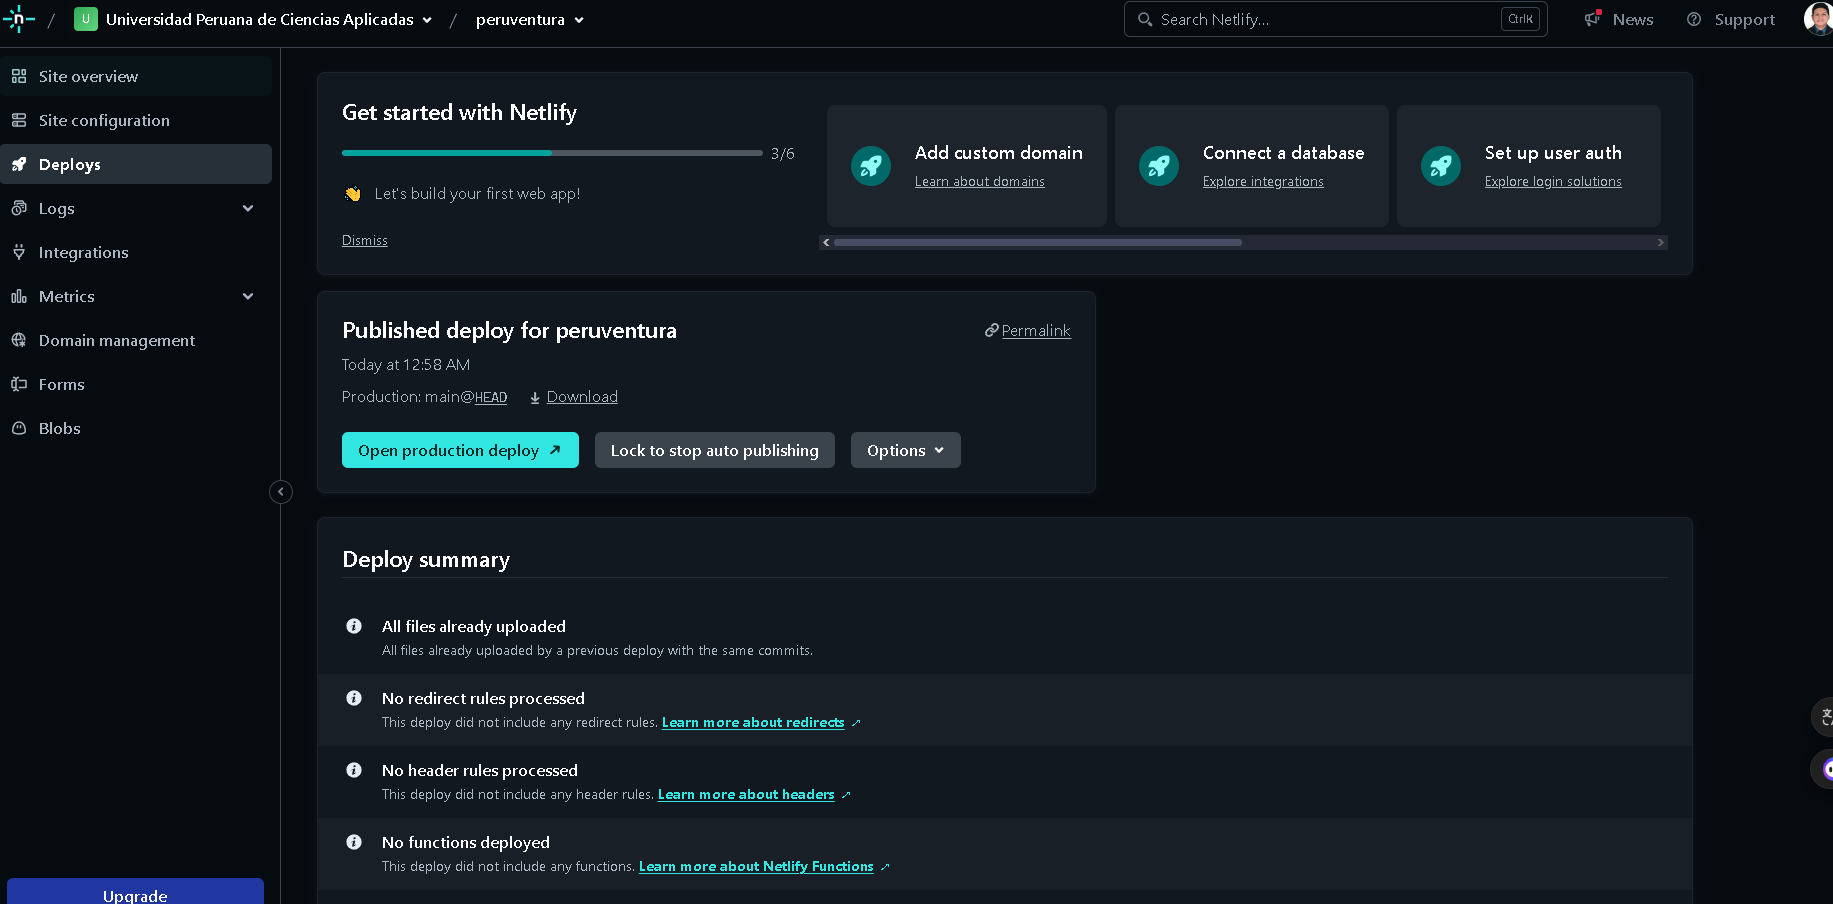 / U Universidad Peruana de Ciencias Aplicadas / peruventura
Search Netlify... Ctrl K
News
Support
Site overview
Site configuration
Deploys
Logs
Integrations
Metrics
Domain management
Forms
Blobs
Upgrade
Get started with Netlify
3/6
Let's build your first web app!
Dismiss
Add custom domain
Learn about domains
Connect a database
Explore integrations
Set up user auth
Explore login solutions
Published deploy for peruventura
Permalink
Today at 12:58 AM
Production: main@HEAD Download
Open production deploy
Lock to stop auto publishing
Options
Deploy summary
All files already uploaded
All files already uploaded by a previous deploy with the same commits.
No redirect rules processed
This deploy did not include any redirect rules. Learn more about redirects
No header rules processed
This deploy did not include any header rules. Learn more about headers
No functions deployed
This deploy did not include any functions. Learn more about Netlify Functions